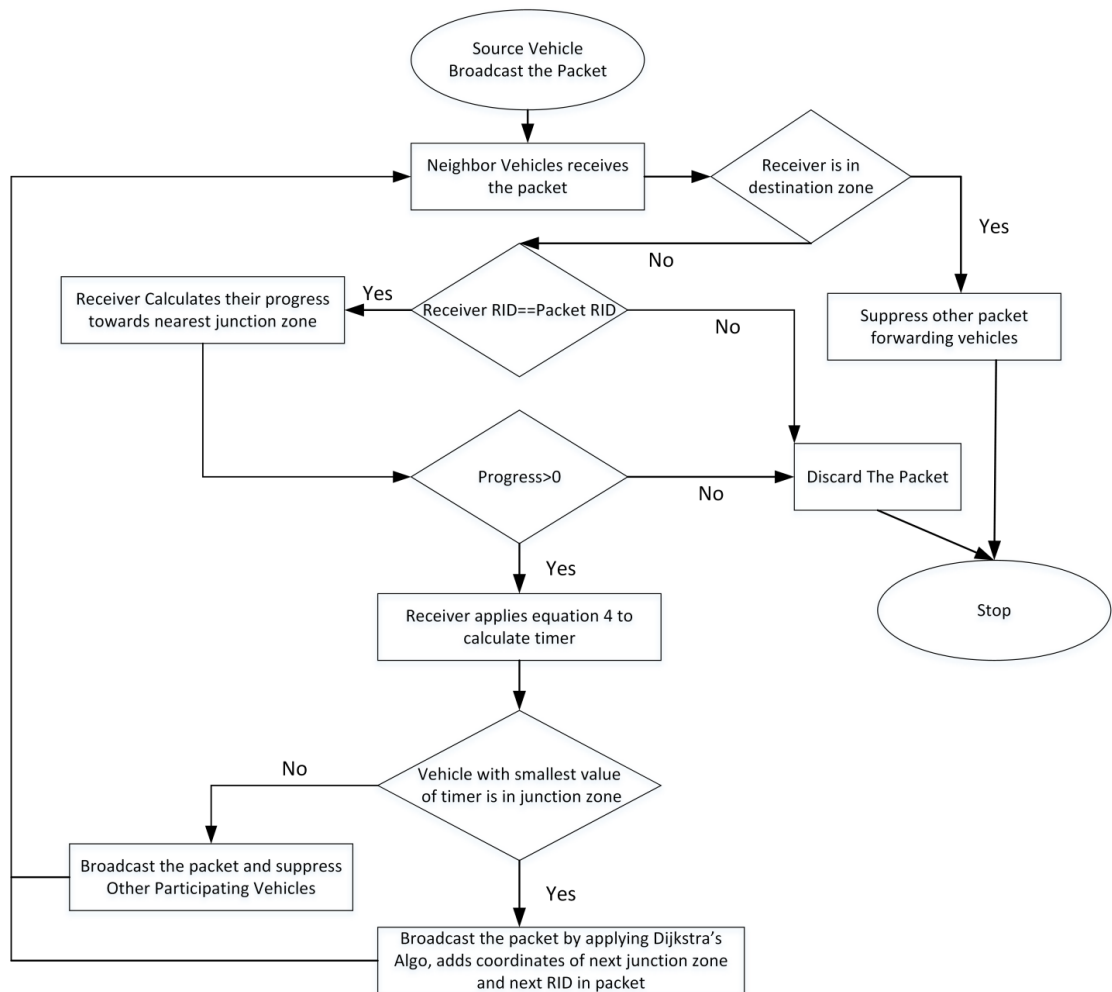 Source Vehicle
Broadcast the Packet
Neighbor Vehicles receives
the packet
Receiver is in
destination zone
Yes
No
Receiver Calculates their progress
towards nearest junction zone
Yes
Receiver RID==Packet RID
No
Suppress other packet
forwarding vehicles
Progress>0
No
Discard The Packet
Yes
Receiver applies equation 4 to
calculate timer
Stop
Vehicle with smallest value
of timer is in junction zone
No
Broadcast the packet and suppress
Other Participating Vehicles
Yes
Broadcast the packet by applying Dijkstra’s
Algo, adds coordinates of next junction zone
and next RID in packet